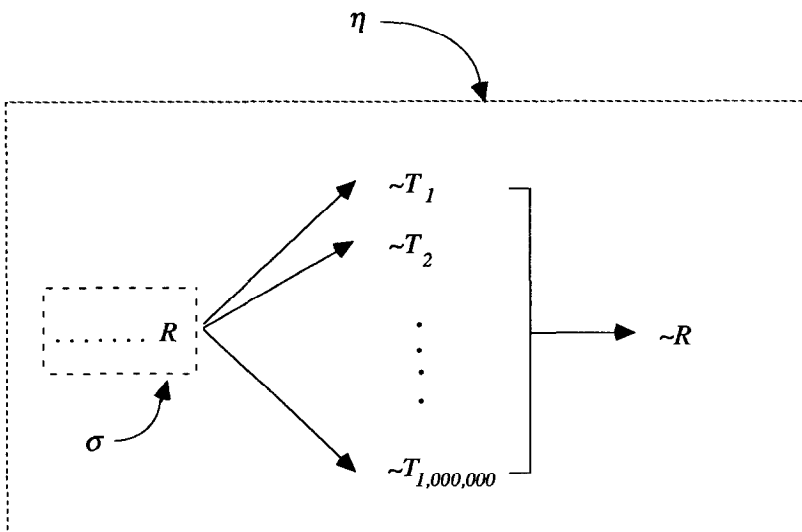 η
~T₁
~T₂
. . . . . . . R
~R
σ
~T₁,₀₀₀,₀₀₀